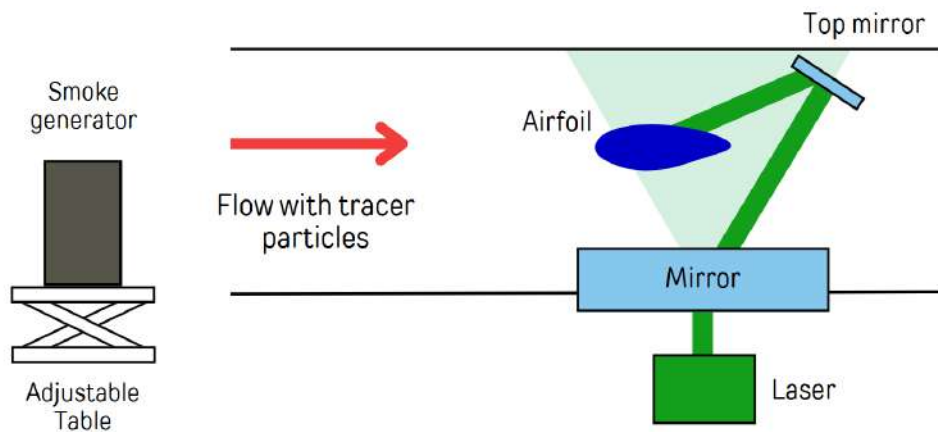 Top mirror
Smoke
generator
Airfoil
Flow with tracer
particles
Mirror
Laser
Adjustable
Table